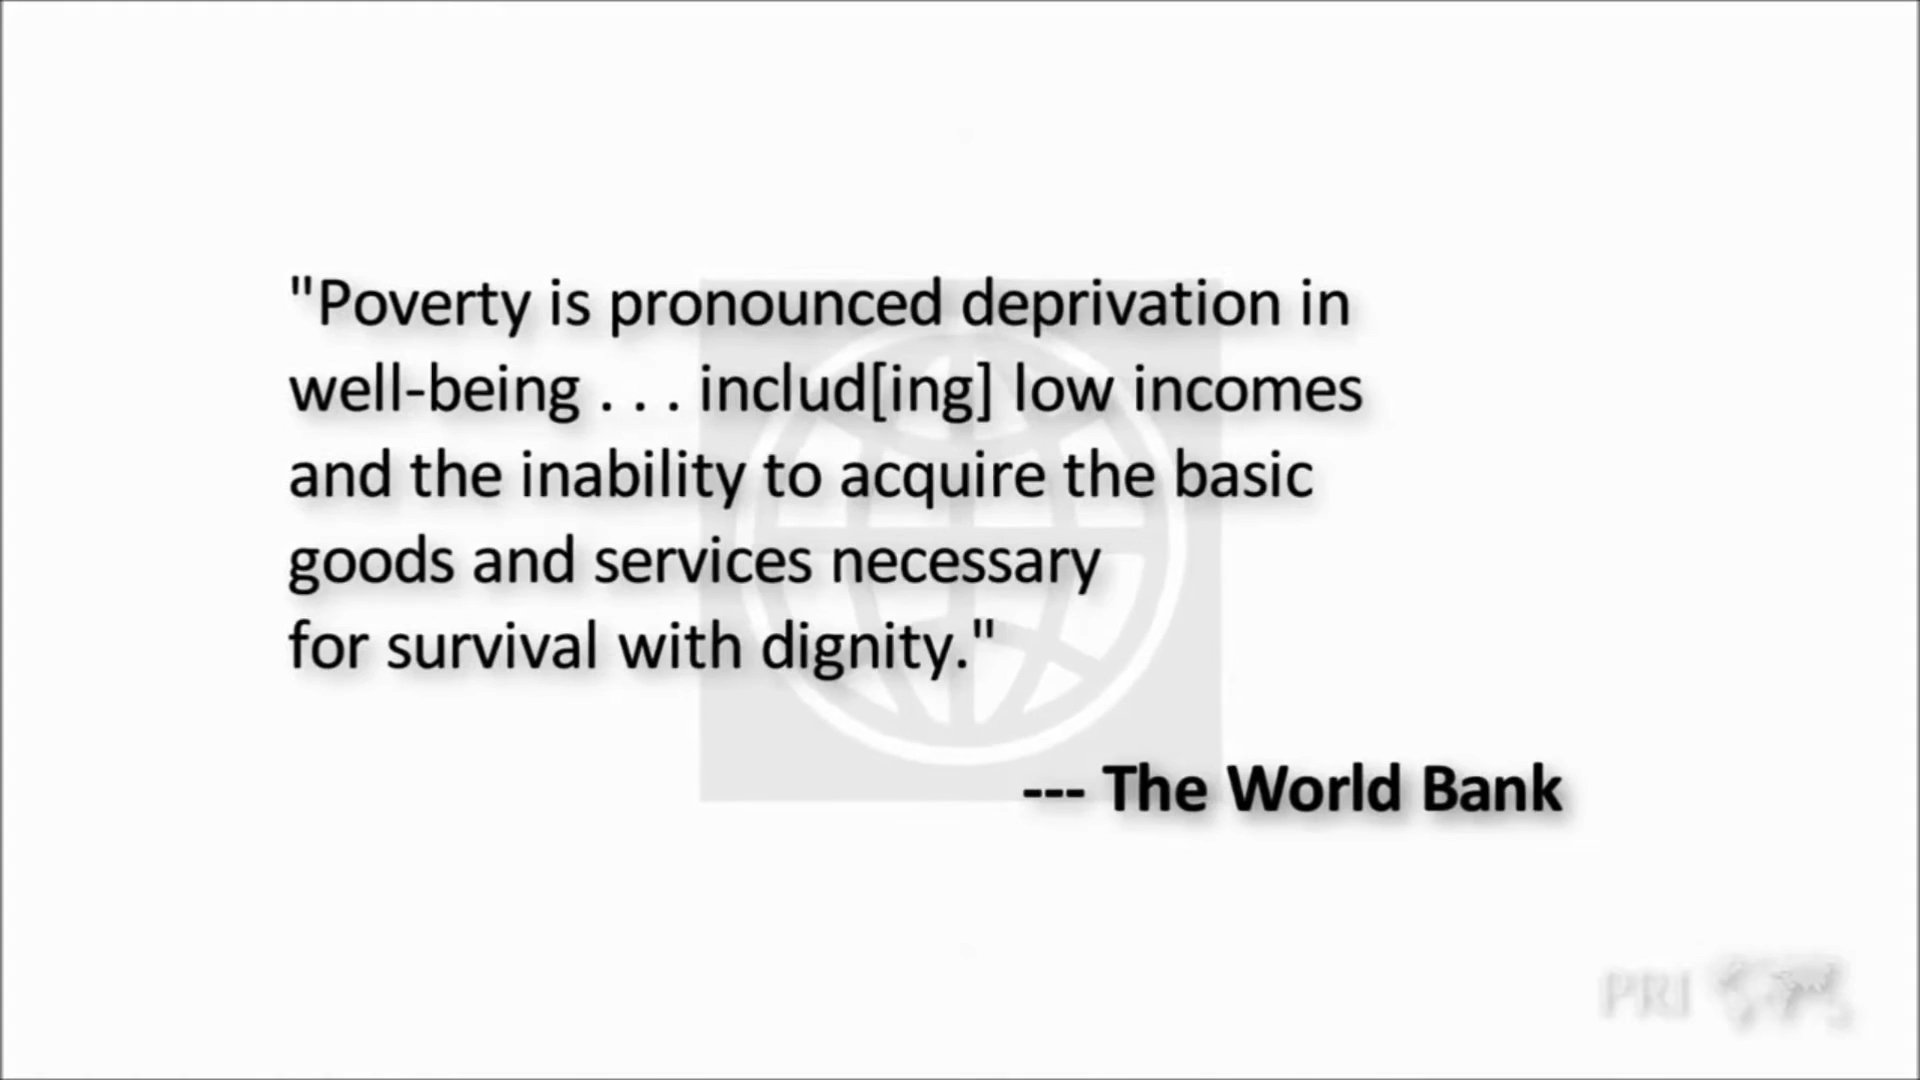 "Poverty is pronounced deprivation in
well-being . . . includ[ing] low incomes
and the inability to acquire the basic
goods and services necessary
for survival with dignity."
--- The World Bank
PRI